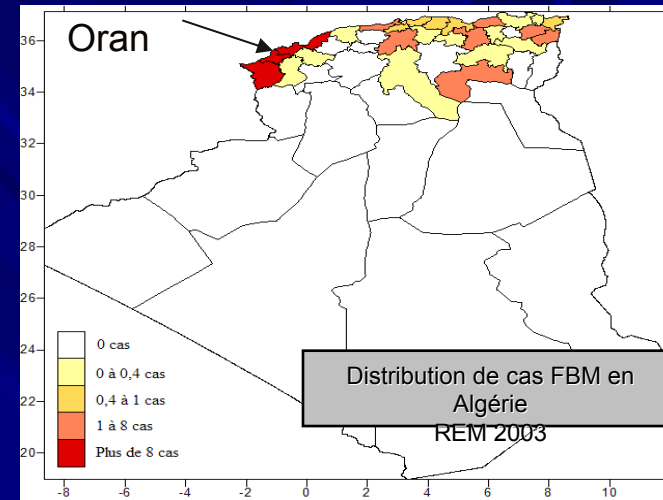 Oran
36
34
32
30
28
26
24
22
20
0 cas
0 à 0,4 cas
0,4 à 1 cas
1 à 8 cas
Plus de 8 cas
Distribution de cas FBM en
Algérie
REM 2003
-8 -6 -4 -2 0 2 4 6 8 10